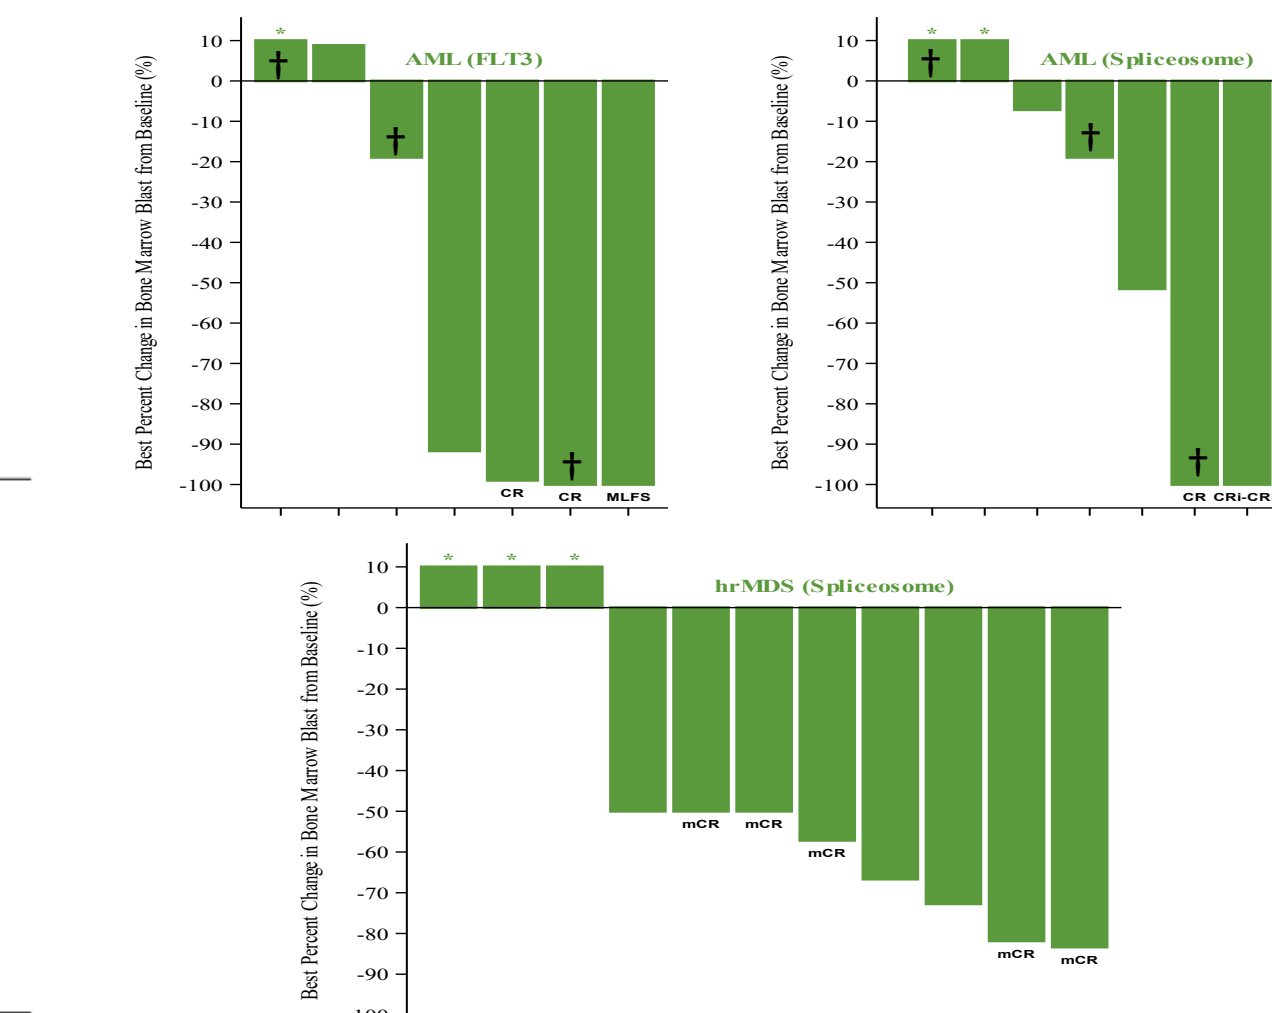 *
10
†
AML (FLT3)
0
-10
†
-20
-30
-40
-50
-60
-70
-80
-90
†
-100
CR
CR
MLFS
Best Percent Change in Bone Marrow Blast from Baseline (%)
* *
10
†
AML (Spliceosome)
0
-10
†
-20
-30
-40
-50
-60
-70
-80
-90
†
-100
CR
Best Percent Change in Bone Marrow Blast from Baseline (%)
* * *
10
hrMDS (Spliceosome)
0
-10
-20
-30
-40
-50
mCR
mCR
-60
mCR
-70
-80
mCR
mCR
-90
Best Percent Change in Bone Marrow Blast from Baseline (%)